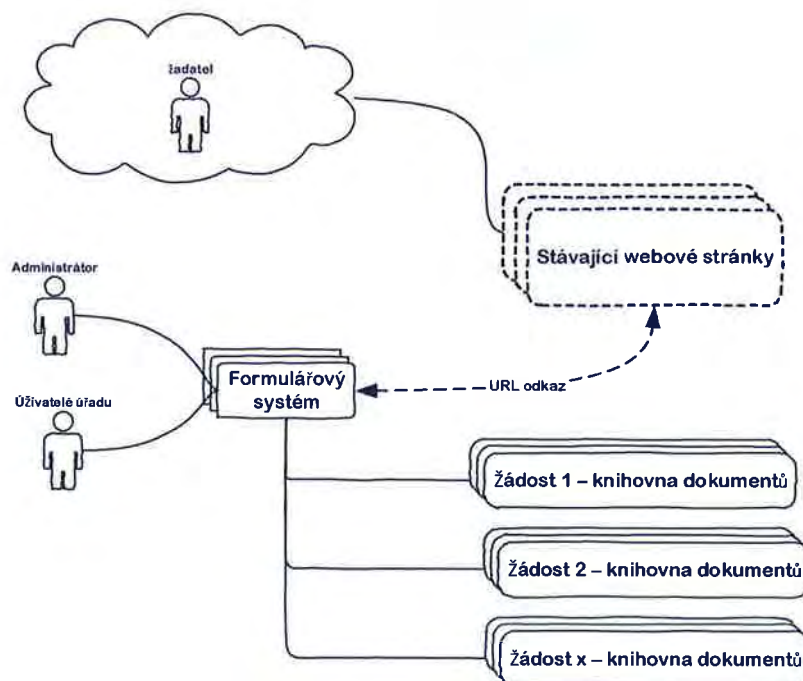 žadatel
Stávající webové stránky
Administrátor
Úživatelé úřadu
Formulářový
systém
URL odkaz
Žádost 1 – knihovna dokumentů
Žádost 2 – knihovna dokumentů
Žádost x – knihovna dokumentů